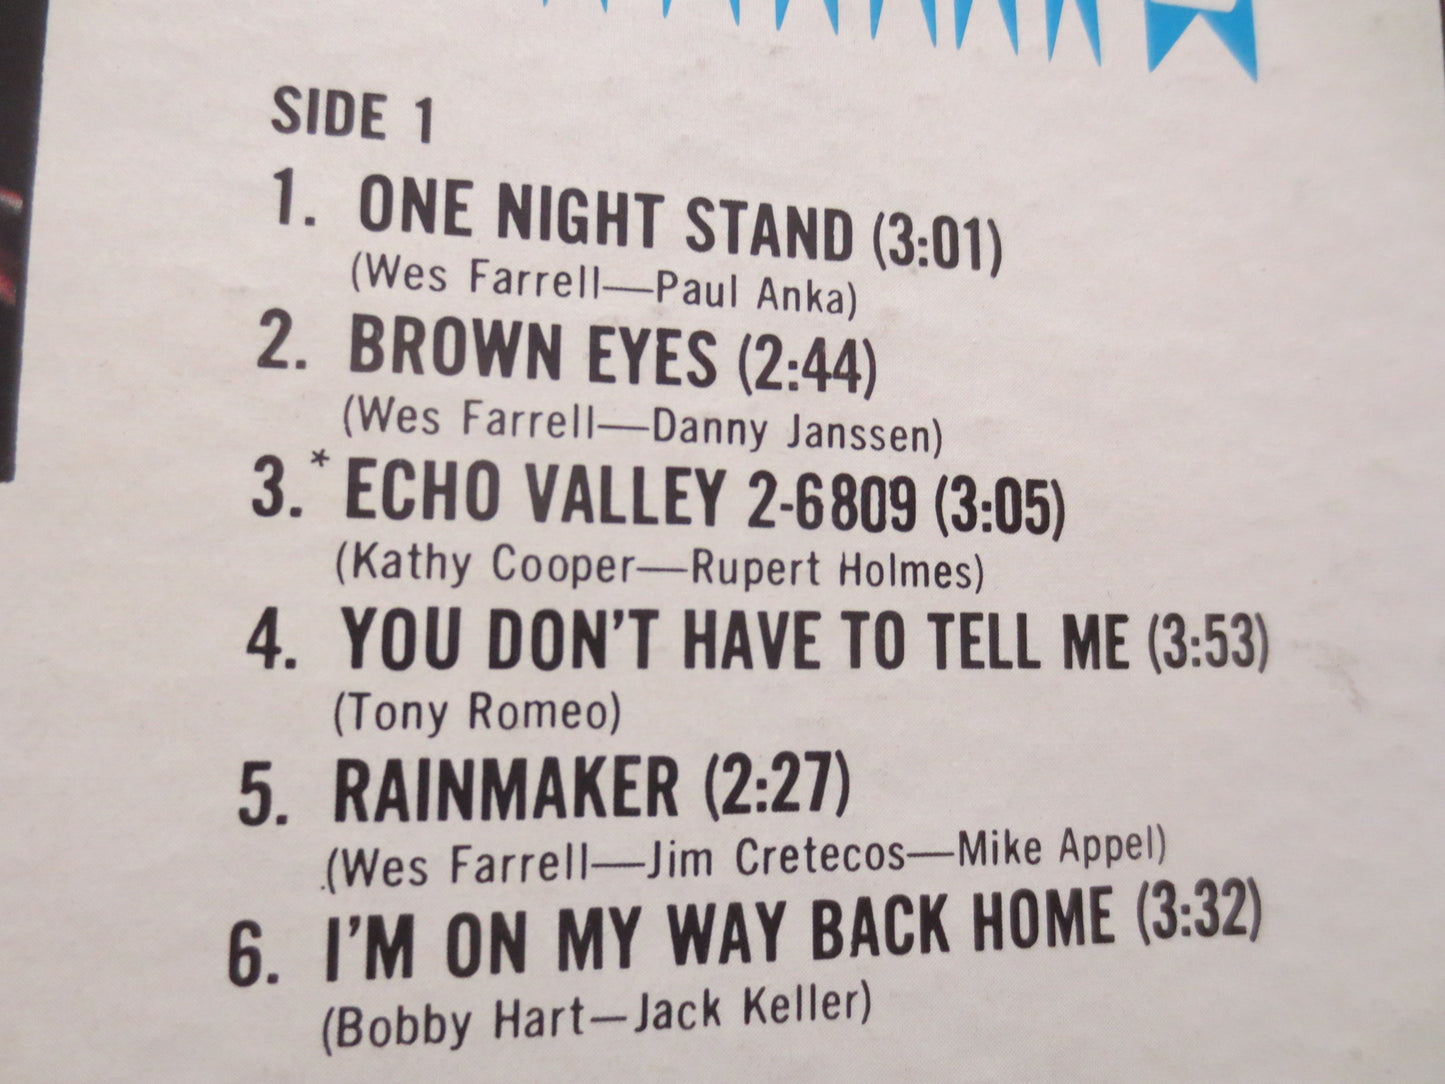 SIDE 1
1. ONE NIGHT STAND (3:01)
(Wes Farrell—Paul Anka)
2. BROWN EYES (2:44)
(Wes Farrell—Danny Janssen)
3. * ECHO VALLEY 2-6809 (3:05)
(Kathy Cooper—Rupert Holmes)
4. YOU DON'T HAVE TO TELL ME (3:53)
(Tony Romeo)
5. RAINMAKER (2:27)
(Wes Farrell—Jim Cretecos—Mike Appel)
6. I'M ON MY WAY BACK HOME (3:32)
(Bobby Hart—Jack Keller)